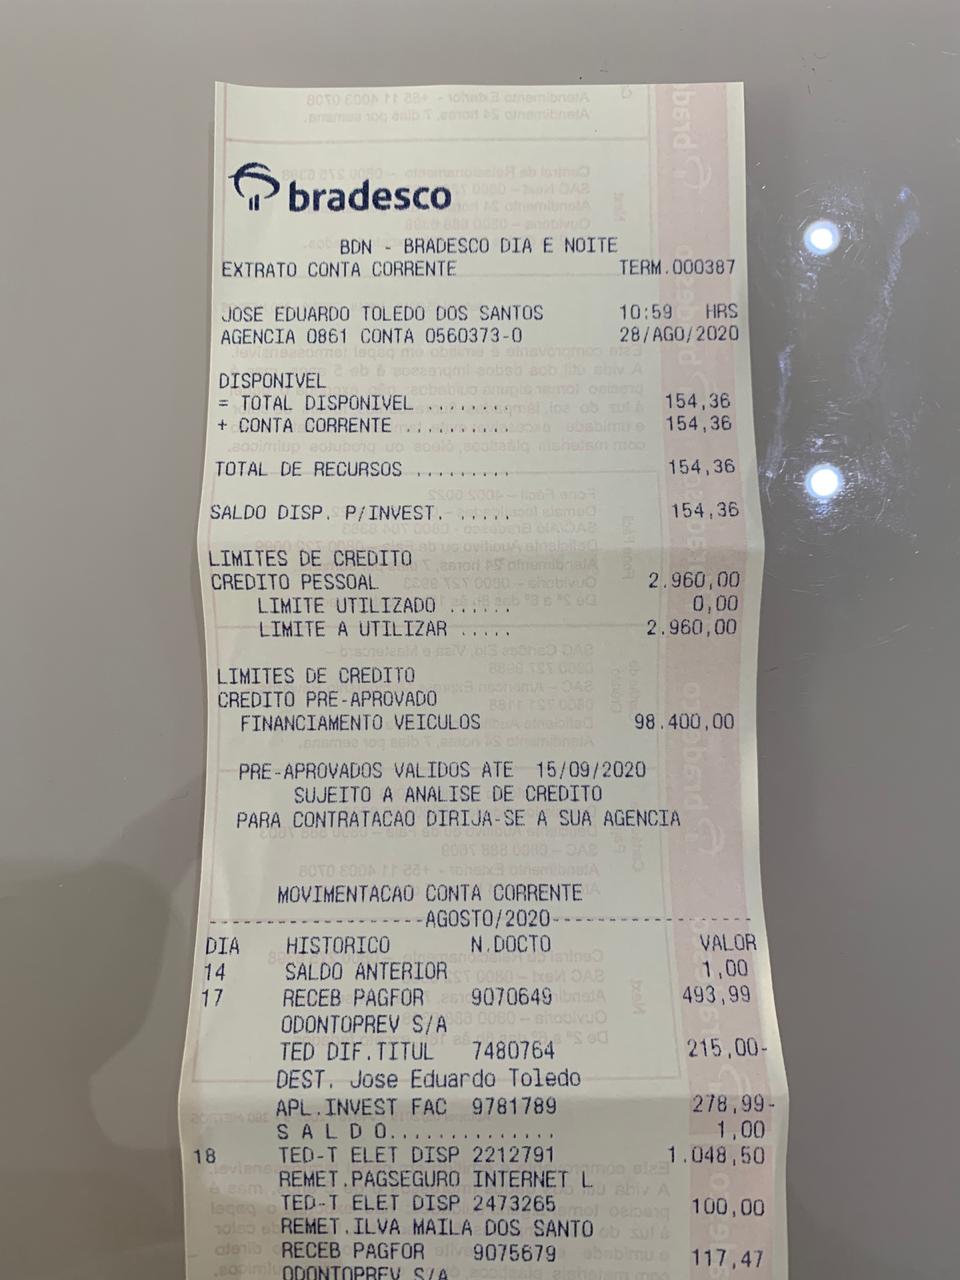 bradesco
BDN - BRADESCO DIA E NOITE
EXTRATO CONTA CORRENTE TERM.000387
JOSE EDUARDO TOLEDO DOS SANTOS 10:59 HRS
AGENCIA 0861 CONTA 0560373-0 28/AGO/2020
DISPONIVEL
= TOTAL DISPONIVEL ........ 154,36
+ CONTA CORRENTE .......... 154,36
TOTAL DE RECURSOS ......... 154,36
SALDO DISP. P/INVEST. ..... 154,36
LIMITES DE CREDITO
CREDITO PESSOAL 2.960,00
LIMITE UTILIZADO ...... 0,00
LIMITE A UTILIZAR ..... 2.960,00
LIMITES DE CREDITO
CREDITO PRE-APROVADO
FINANCIAMENTO VEICULOS 98.400,00
PRE-APROVADOS VALIDOS ATE 15/09/2020
SUJEITO A ANALISE DE CREDITO
PARA CONTRATACAO DIRIJA-SE A SUA AGENCIA
MOVIMENTACAO CONTA CORRENTE
---------------------AGOSTO/2020-------------------
DIA HISTORICO N.DOCTO VALOR
14 SALDO ANTERIOR 1,00
17 RECEB PAGFOR 9070649 493,99
ODONTOPREV S/A
TED DIF.TITUL 7480764 215,00-
DEST. Jose Eduardo Toledo
APL.INVEST FAC 9781789 278,99-
S A L D O.............. 1,00
18 TED-T ELET DISP 2212791 1.048,50
REMET.PAGSEGURO INTERNET L
TED-T ELET DISP 2473265 100,00
REMET.ILVA MAILA DOS SANTO
RECEB PAGFOR 9075679 117,47
ODONTOPREV S/A